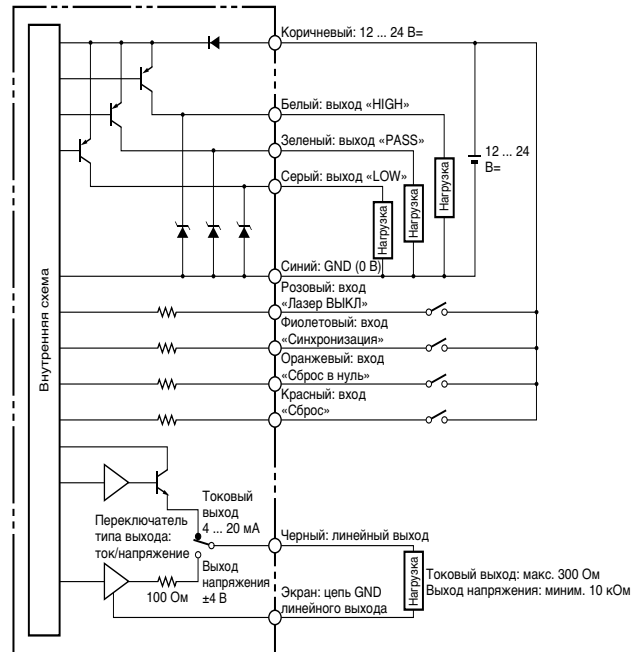 Внутренняя схема
Коричневый: 12 ... 24 В=
Белый: выход «HIGH»
Зеленый: выход «PASS»
Серый: выход «LOW»
Нагрузка
Нагрузка
Нагрузка
12 ... 24
В=
Синий: GND (0 В)
Розовый: вход
«Лазер ВЫКЛ»
Фиолетовый: вход
«Синхронизация»
Оранжевый: вход
«Сброс в нуль»
Красный: вход
«Сброс»
Токовый
выход
4 ... 20 мА
Переключатель
типа выхода:
ток/напряжение
Черный: линейный выход
Выход
напряжения
±4 В
100 Ом
Экран: цепь GND
линейного выхода
Нагрузка
Токовый выход: макс. 300 Ом
Выход напряжения: миним. 10 кОм